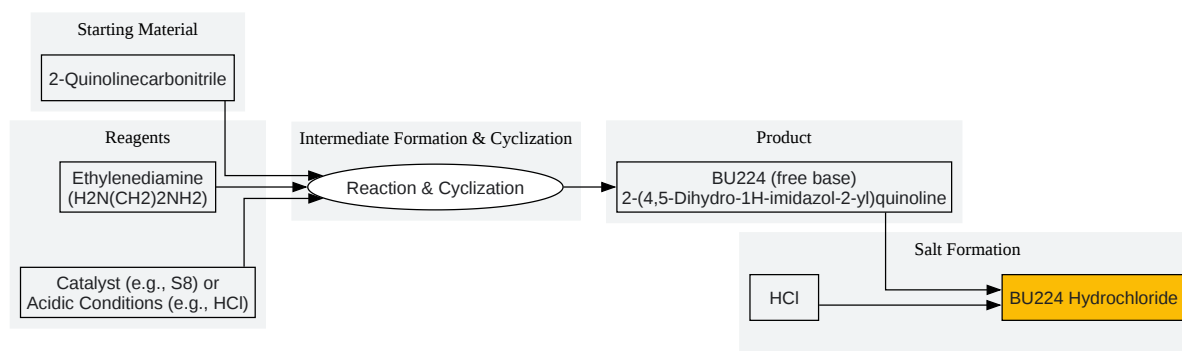 Starting Material
2-Quinolinecarbonitrile
Reagents
Ethylenediamine
(H2N(CH2)2NH2)
Catalyst (e.g., S8) or
Acidic Conditions (e.g., HCl)
Intermediate Formation & Cyclization
Reaction & Cyclization
Product
BU224 (free base)
2-(4,5-Dihydro-1H-imidazol-2-yl)quinoline
Salt Formation
HCl
BU224 Hydrochloride